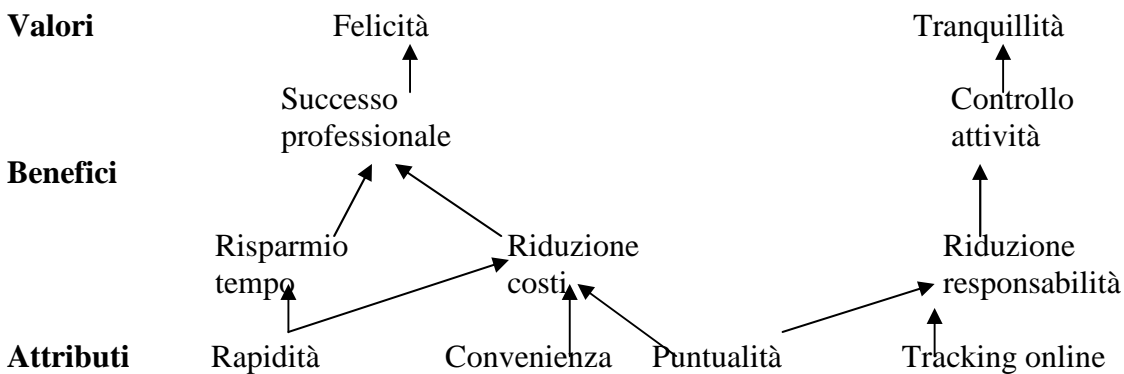 Valori Felicità Tranquillità
Successo professionale Controllo attività
Benefici
Risparmio tempo Riduzione costi Riduzione responsabilità
Attributi Rapidità Convenienza Puntualità Tracking online